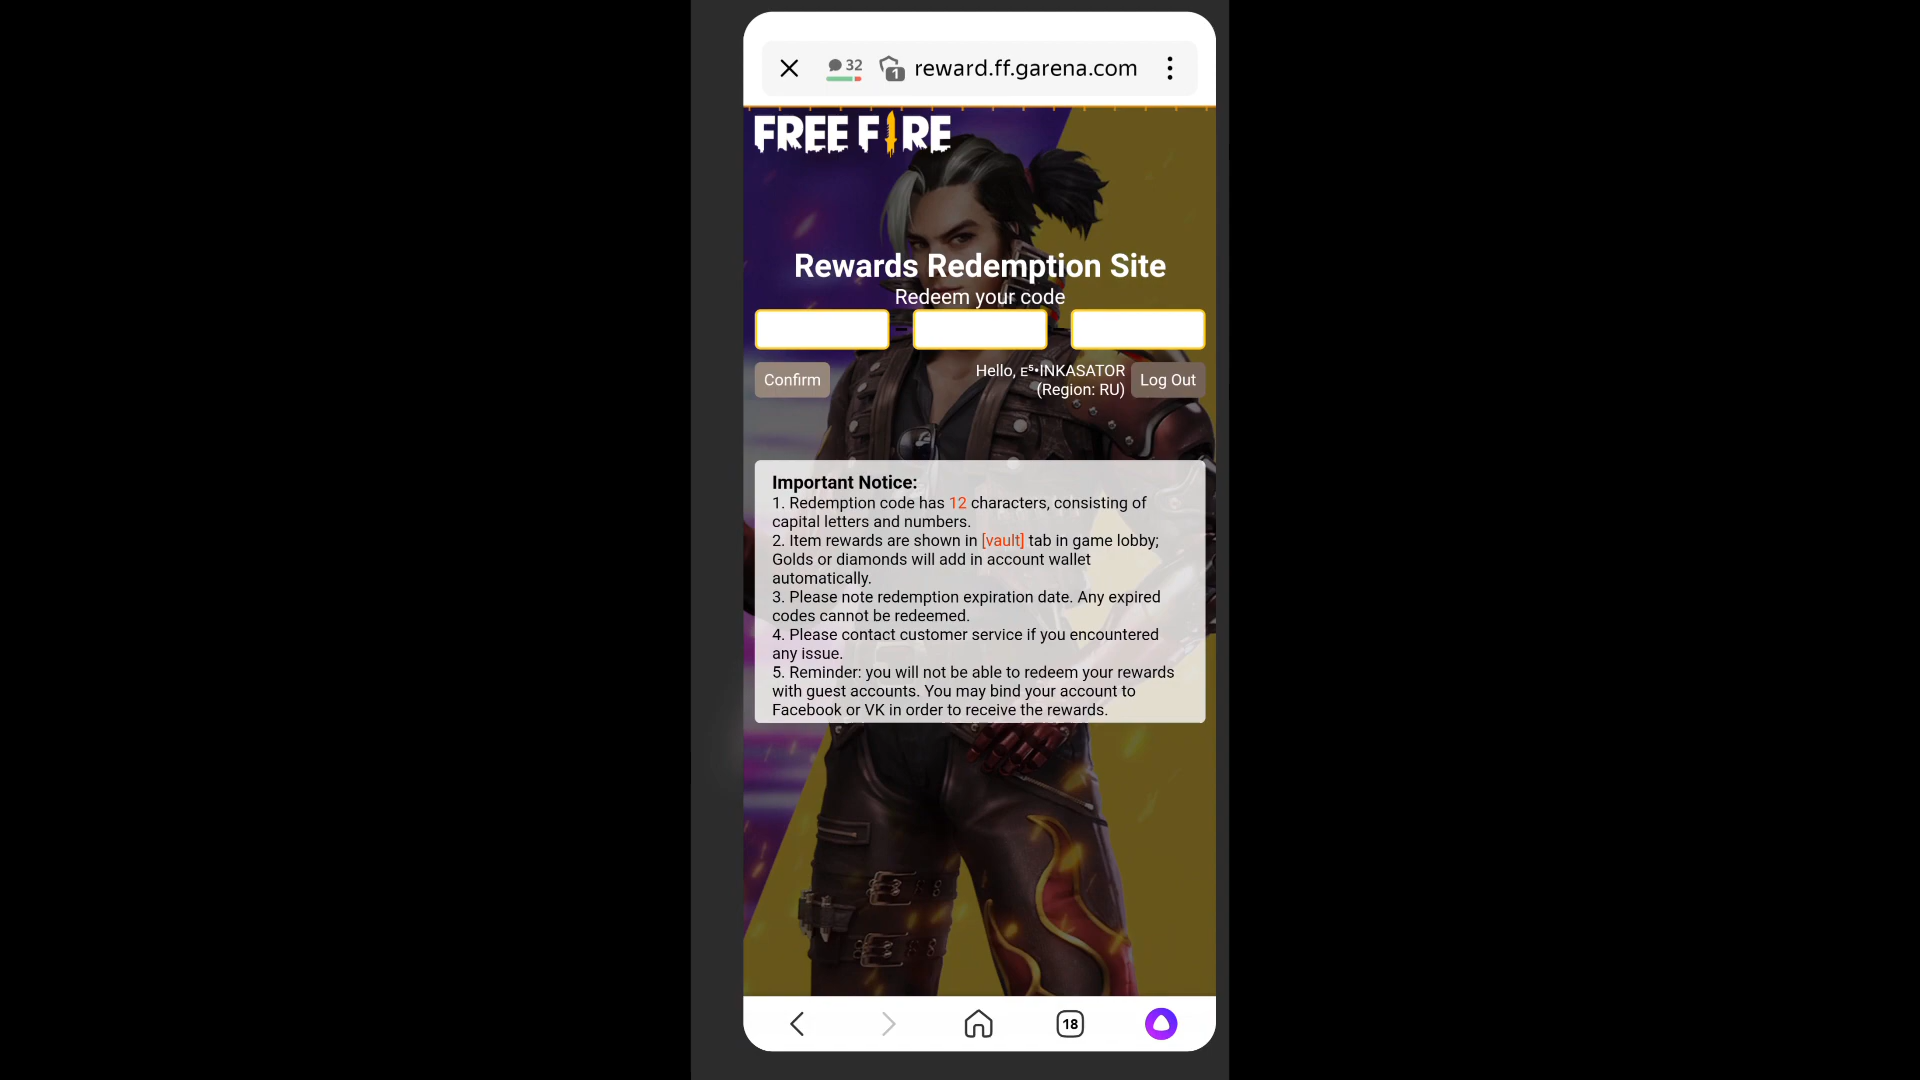 32
1
reward.ff.garena.com
FREE FIRE
Rewards Redemption Site
Redeem your code
Confirm
Hello, ᴇ⁵•INKASATOR
(Region: RU)
Log Out
Important Notice:
1. Redemption code has 12 characters, consisting of
capital letters and numbers.
2. Item rewards are shown in [vault] tab in game lobby;
Golds or diamonds will add in account wallet
automatically.
3. Please note redemption expiration date. Any expired
codes cannot be redeemed.
4. Please contact customer service if you encountered
any issue.
5. Reminder: you will not be able to redeem your rewards
with guest accounts. You may bind your account to
Facebook or VK in order to receive the rewards.
18